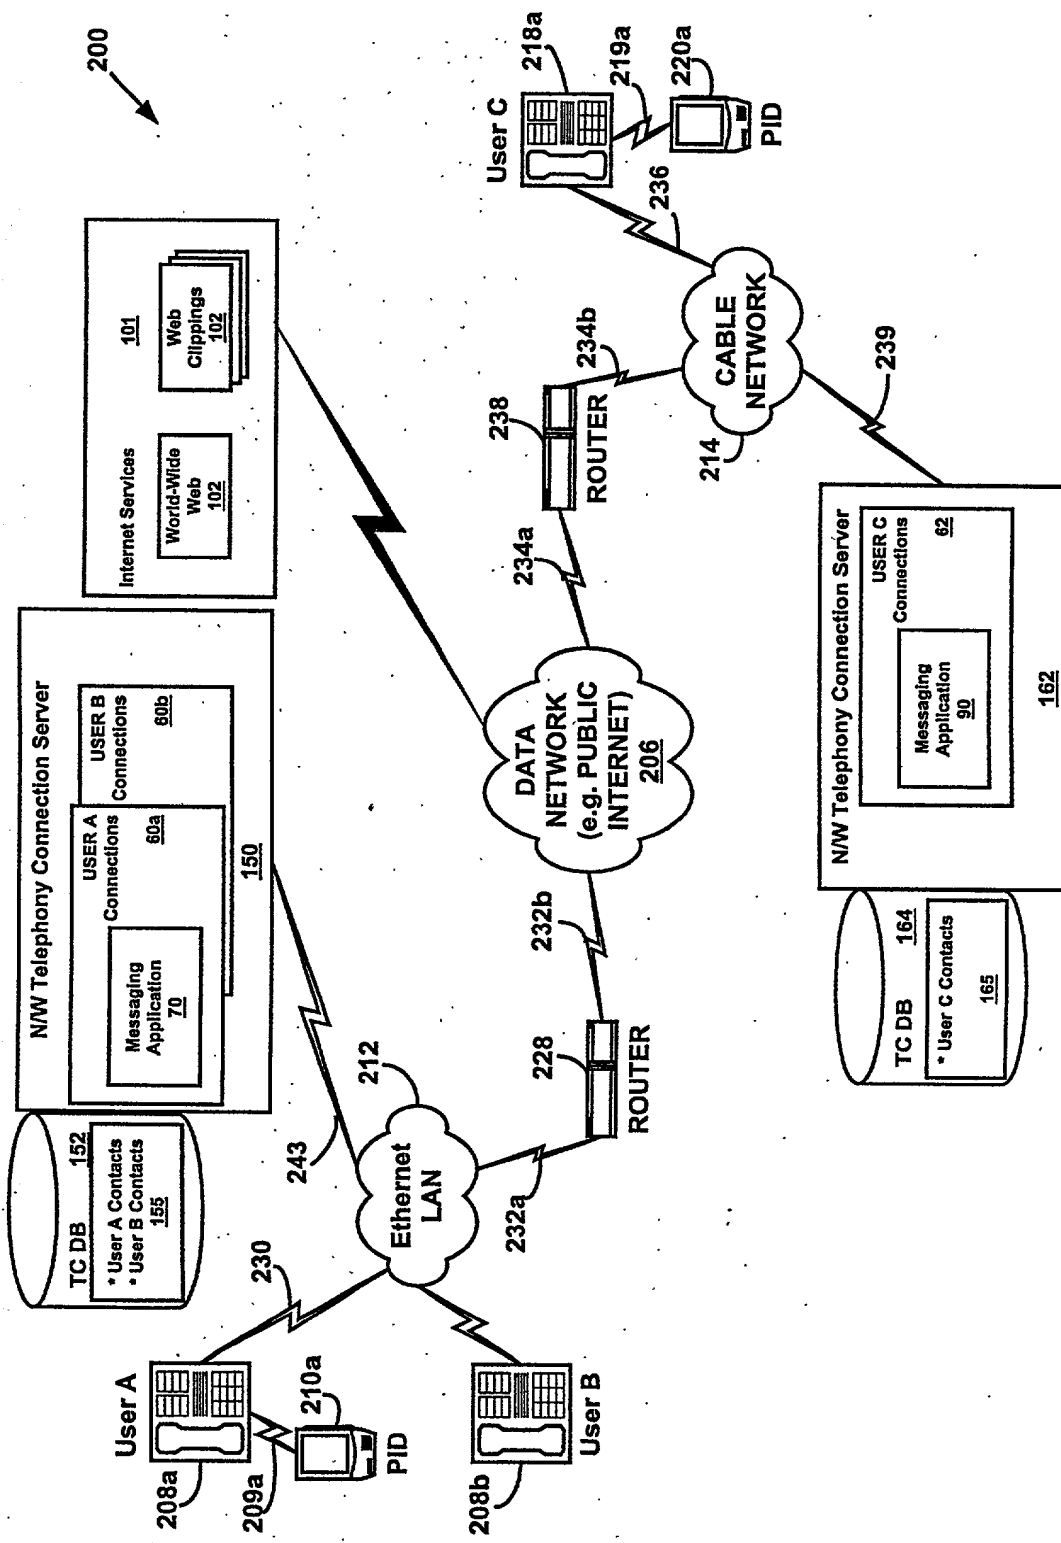 200
N/W Telephony Connection Server
USER B
Connections
60b
USER A
Connections
60a
Messaging
Application
70
150
TC DB
152
* User A Contacts
* User B Contacts
155
Internet Services
101
World-Wide
Web
102
Web
Clippings
102
User A
208a
209a
210a
PID
230
243
212
Ethernet
LAN
User B
208b
232a
228
ROUTER
232b
DATA
NETWORK
(e.g. PUBLIC
INTERNET)
206
234a
238
ROUTER
234b
214
CABLE
NETWORK
236
User C
218a
219a
220a
PID
239
N/W Telephony Connection Server
USER C
Connections
62
Messaging
Application
90
162
TC DB
164
* User C Contacts
165